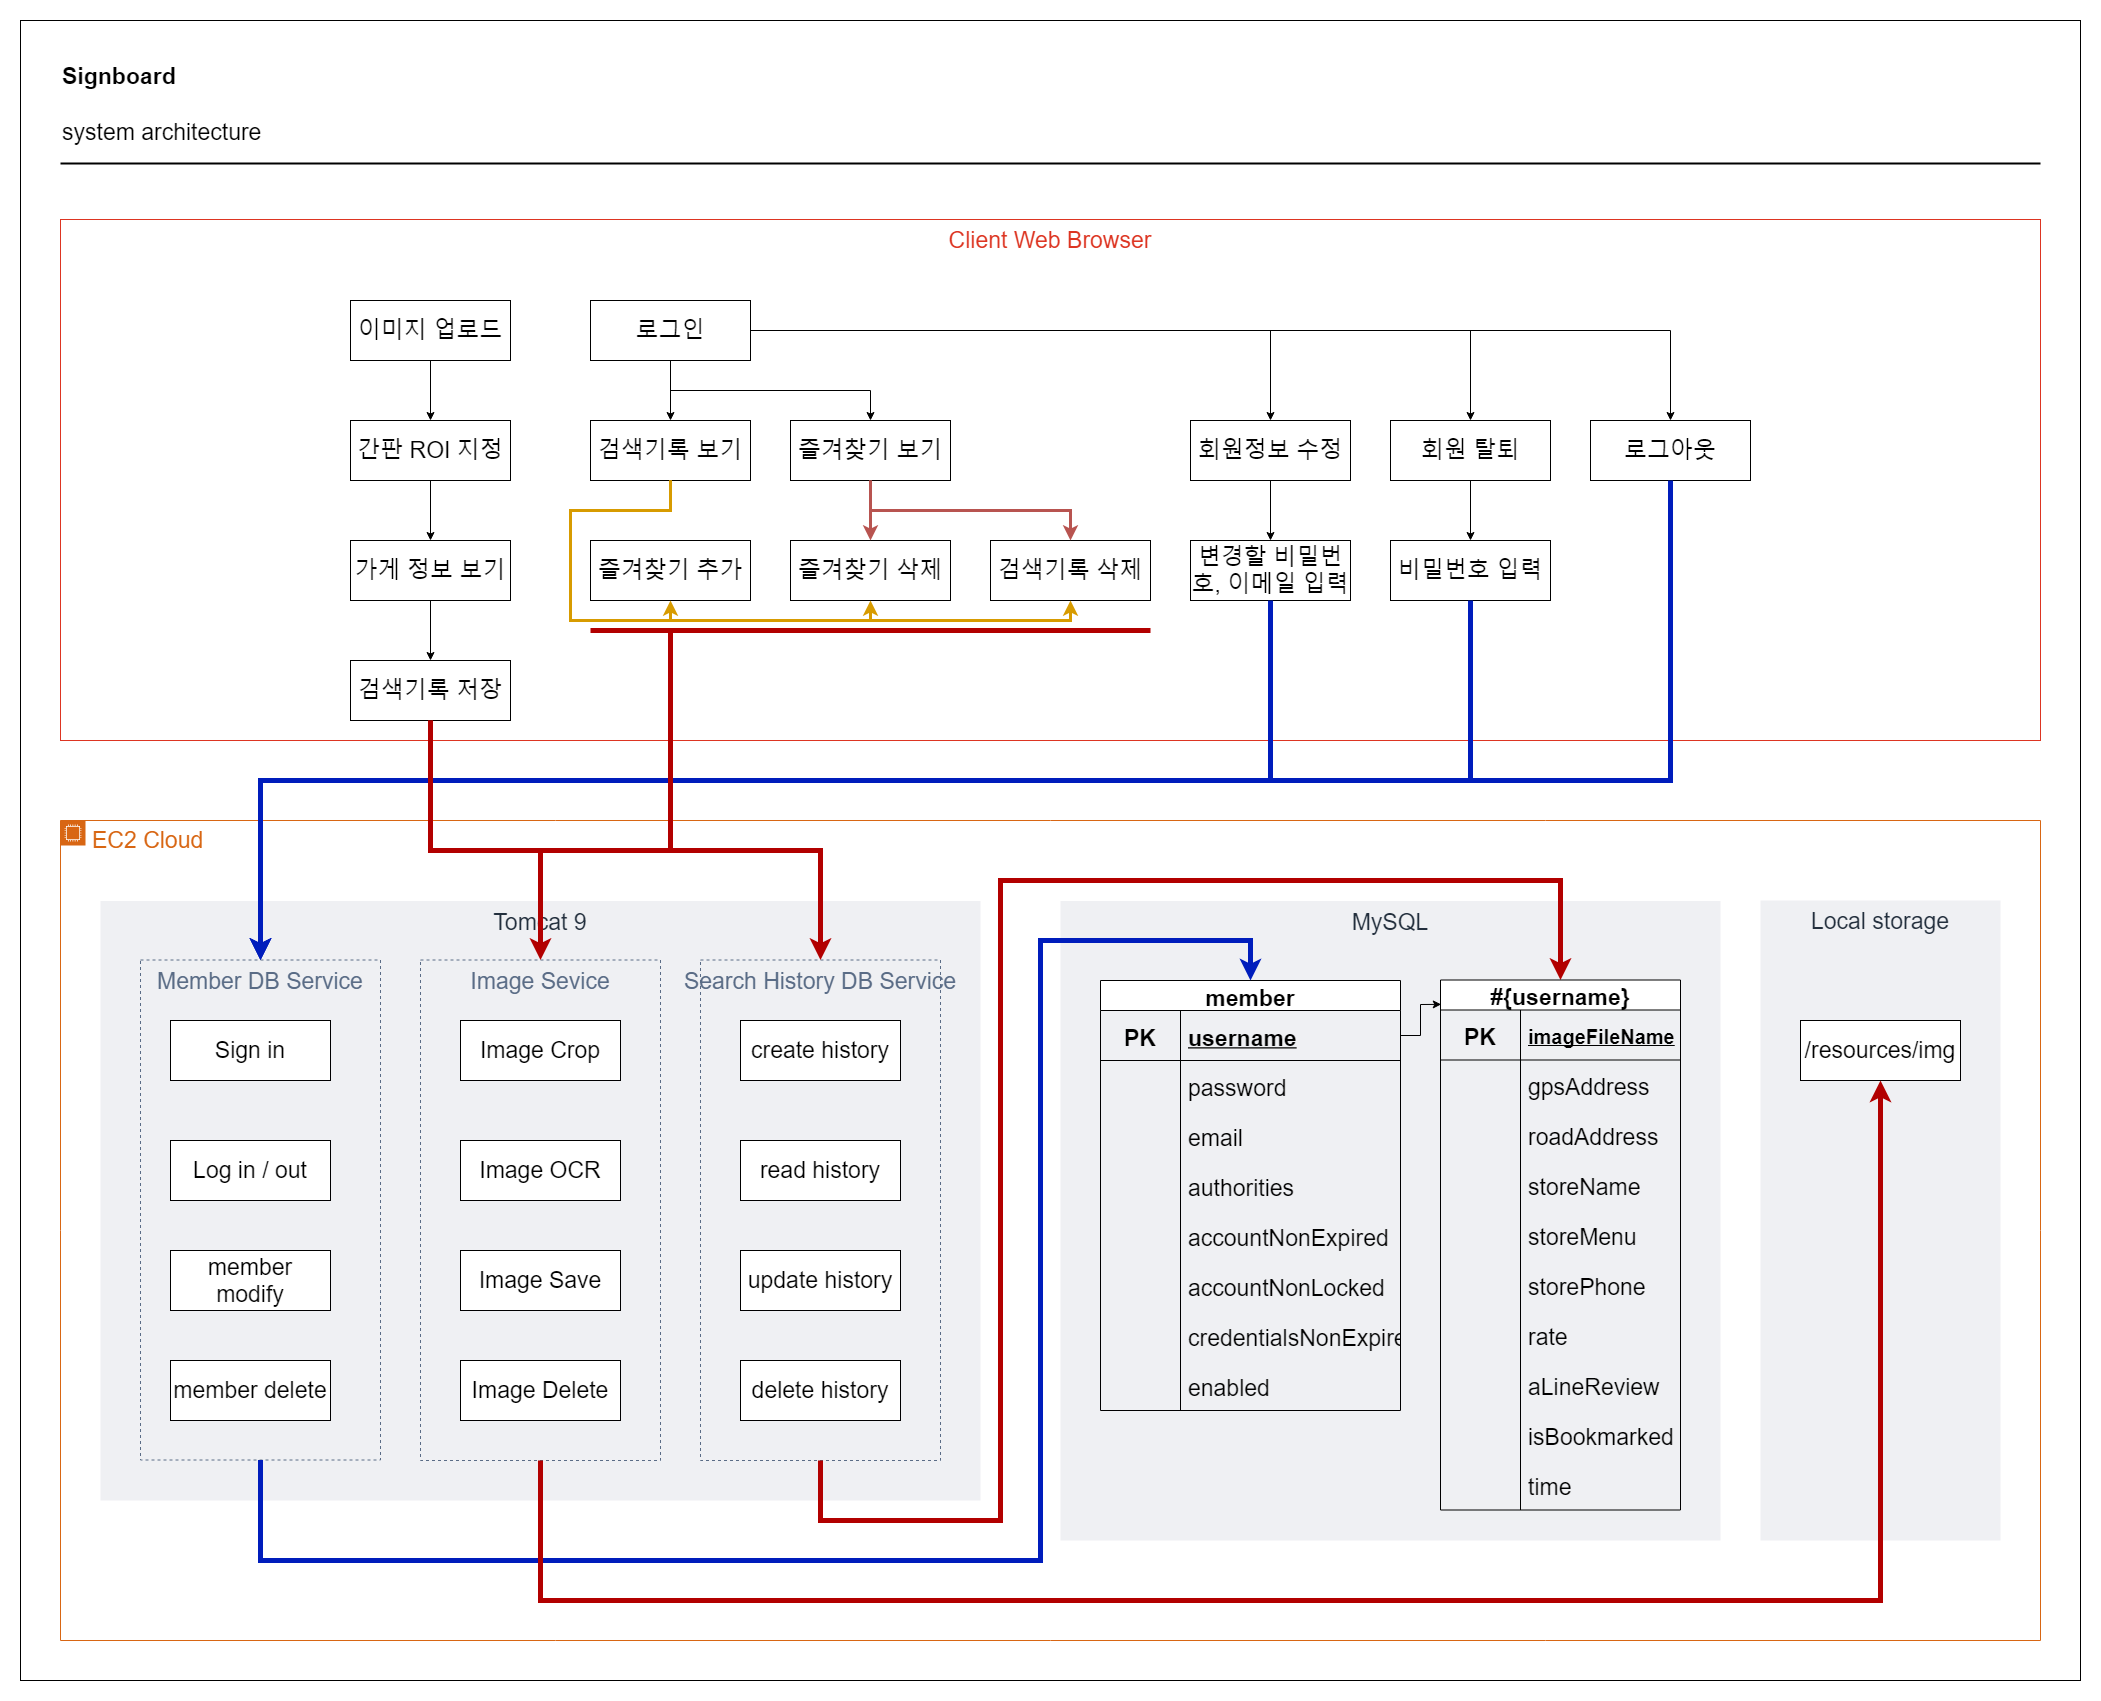 Signboard
system architecture
Client Web Browser
이미지 업로드
로그인
간판 ROI 지정
검색기록 보기
즐겨찾기 보기
회원정보 수정
회원 탈퇴
로그아웃
가게 정보 보기
즐겨찾기 추가
즐겨찾기 삭제
검색기록 삭제
변경할 비밀번
호, 이메일 입력
비밀번호 입력
검색기록 저장
EC2 Cloud
Tomcat 9
Member DB Service
Sign in
Log in / out
member
modify
member delete
Image Sevice
Image Crop
Image OCR
Image Save
Image Delete
Search History DB Service
create history
read history
update history
delete history
MySQL
member
PK
username
password
email
authorities
accountNonExpired
accountNonLocked
credentialsNonExpire
enabled
#{username}
PK
imageFileName
gpsAddress
roadAddress
storeName
storeMenu
storePhone
rate
aLineReview
isBookmarked
time
Local storage
/resources/img